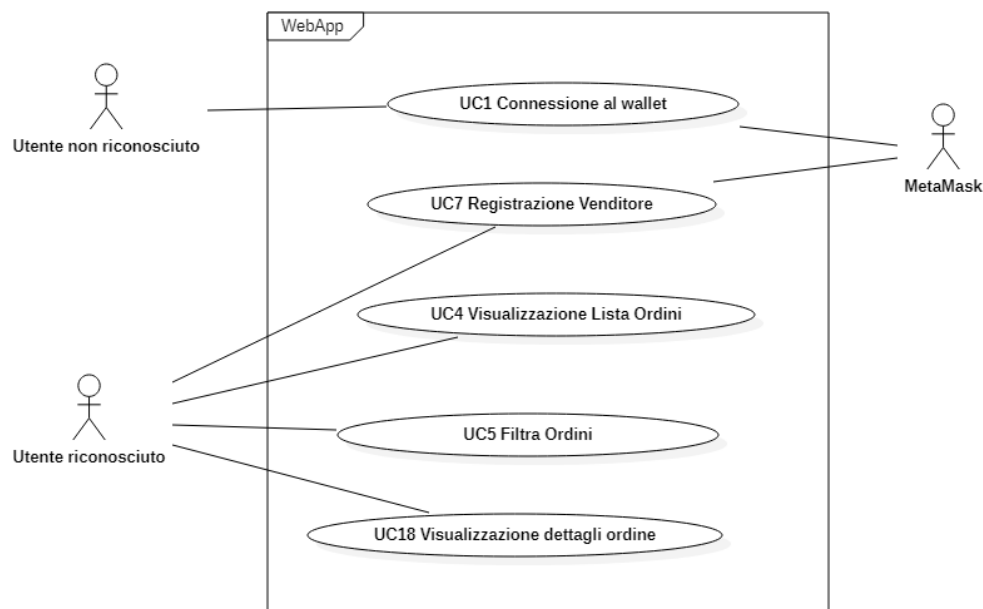 WebApp
UC1 Connessione al wallet
Utente non riconosciuto
MetaMask
UC7 Registrazione Venditore
UC4 Visualizzazione Lista Ordini
UC5 Filtra Ordini
Utente riconosciuto
UC18 Visualizzazione dettagli ordine